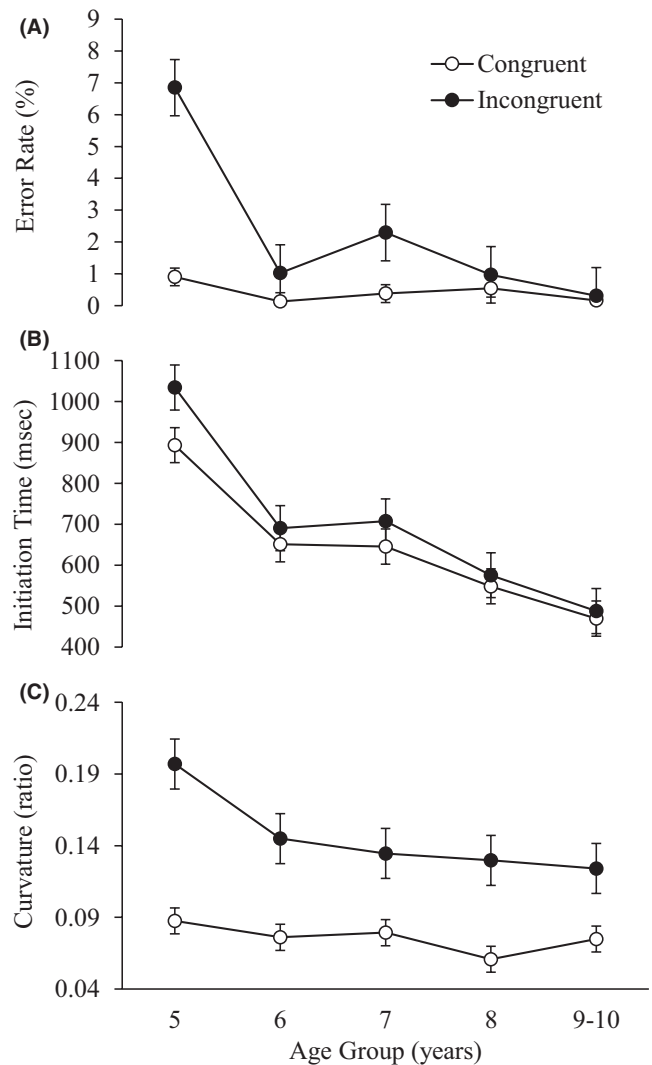 (A)
Error Rate (%)
9
8
7
6
5
4
3
2
1
0
Congruent
Incongruent
(B)
Initiation Time (msec)
1100
1000
900
800
700
600
500
400
(C)
Curvature (ratio)
0.24
0.19
0.14
0.09
0.04
5 6 7 8 9-10
Age Group (years)